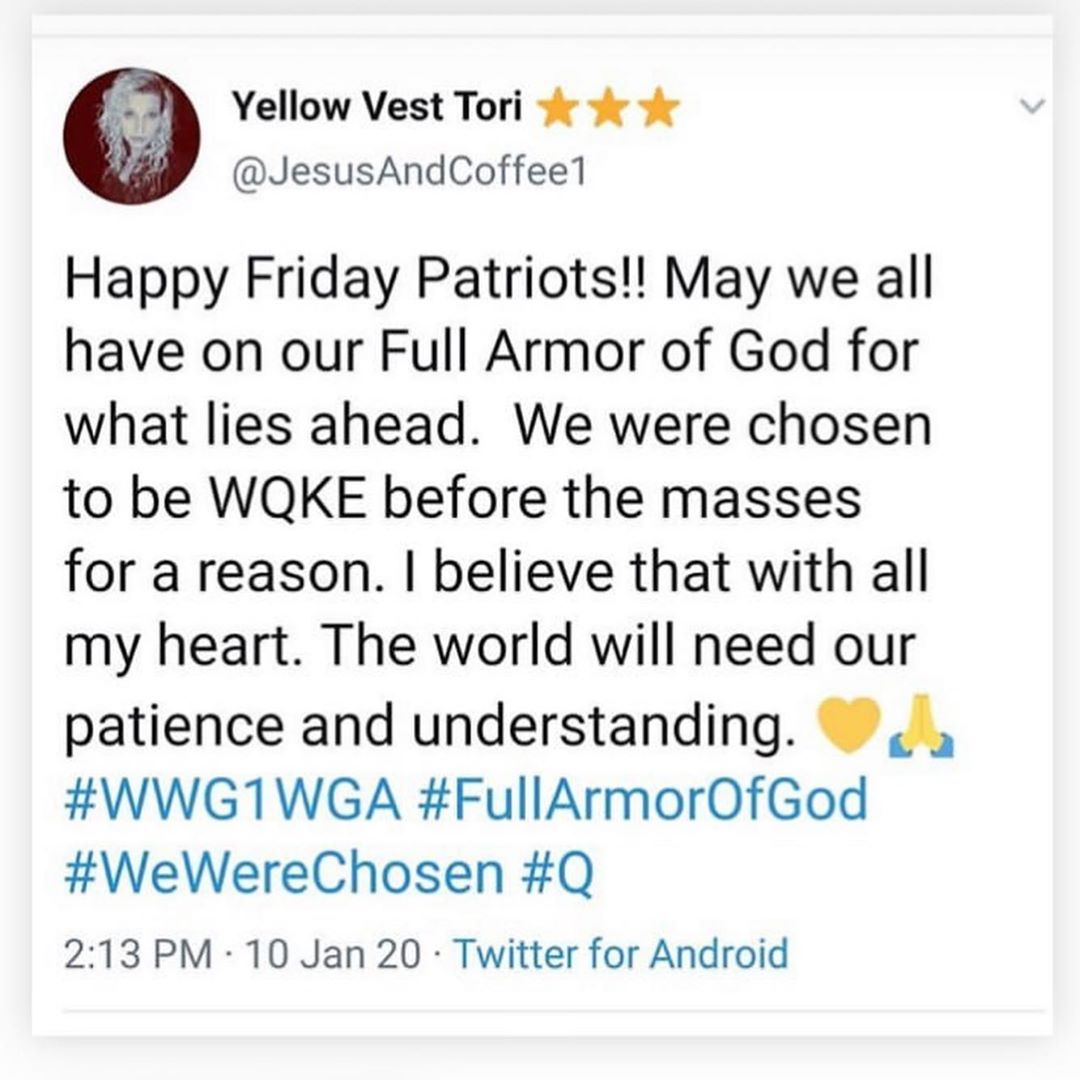 Yellow Vest Tori ⭐⭐⭐
@JesusAndCoffee1
Happy Friday Patriots!! May we all
have on our Full Armor of God for
what lies ahead.  We were chosen
to be WQKE before the masses
for a reason. I believe that with all
my heart. The world will need our
patience and understanding. 💛🙏
#WWG1WGA #FullArmorOfGod
#WeWereChosen #Q
2:13 PM · 10 Jan 20 · Twitter for Android